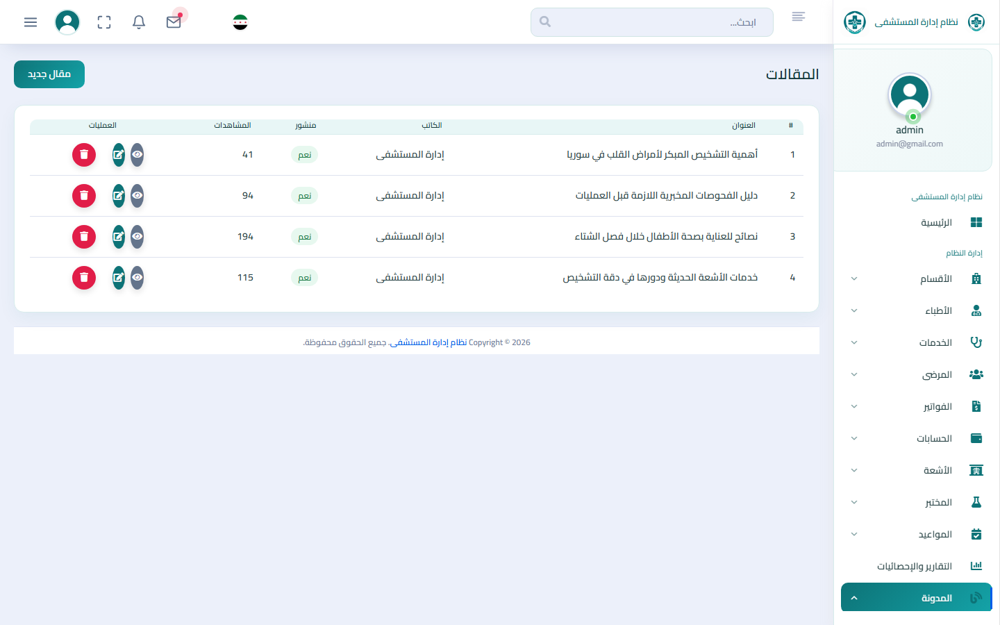 نظام إدارة المستشفى
ابحث...
admin
admin@gmail.com
نظام إدارة المستشفى
الرئيسية
إدارة النظام
الأقسام
الأطباء
الخدمات
المرضى
الفواتير
الحسابات
الأشعة
المختبر
المواعيد
التقارير والإحصائيات
المدونة
المقالات
مقال جديد
# العنوان الكاتب منشور المشاهدات العمليات
1 أهمية التشخيص المبكر لأمراض القلب في سوريا إدارة المستشفى نعم 41
2 دليل الفحوصات المخبرية اللازمة قبل العمليات إدارة المستشفى نعم 94
3 نصائح للعناية بصحة الأطفال خلال فصل الشتاء إدارة المستشفى نعم 194
4 خدمات الأشعة الحديثة ودورها في دقة التشخيص إدارة المستشفى نعم 115
Copyright © 2026 نظام إدارة المستشفى. جميع الحقوق محفوظة.